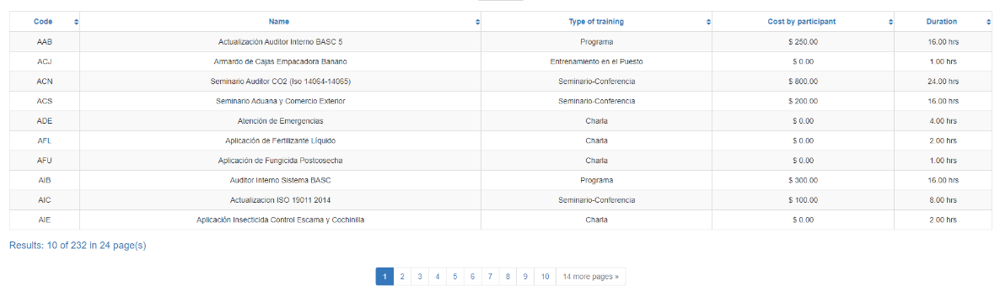 Code Name Type of training Cost by participant Duration
AAB Actualización Auditor Interno BASC 5 Programa $ 250.00 16.00 hrs
ACJ Armardo de Cajas Empacadora Banano Entrenamiento en el Puesto $ 0.00 1.00 hrs
ACN Seminario Auditor CO2 (Iso 14064-14065) Seminario-Conferencia $ 800.00 24.00 hrs
ACS Seminario Aduana y Comercio Exterior Seminario-Conferencia $ 200.00 16.00 hrs
ADE Atención de Emergencias Charla $ 0.00 4.00 hrs
AFL Aplicación de Fertilizante Líquido Charla $ 0.00 2.00 hrs
AFU Aplicación de Fungicida Postcosecha Charla $ 0.00 1.00 hrs
AIB Auditor Interno Sistema BASC Programa $ 300.00 16.00 hrs
AIC Actualizacion ISO 19011 2014 Seminario-Conferencia $ 100.00 8.00 hrs
AIE Aplicación Insecticida Control Escama y Cochinilla Charla $ 0.00 2.00 hrs
Results: 10 of 232 in 24 page(s)
1 2 3 4 5 6 7 8 9 10 14 more pages »